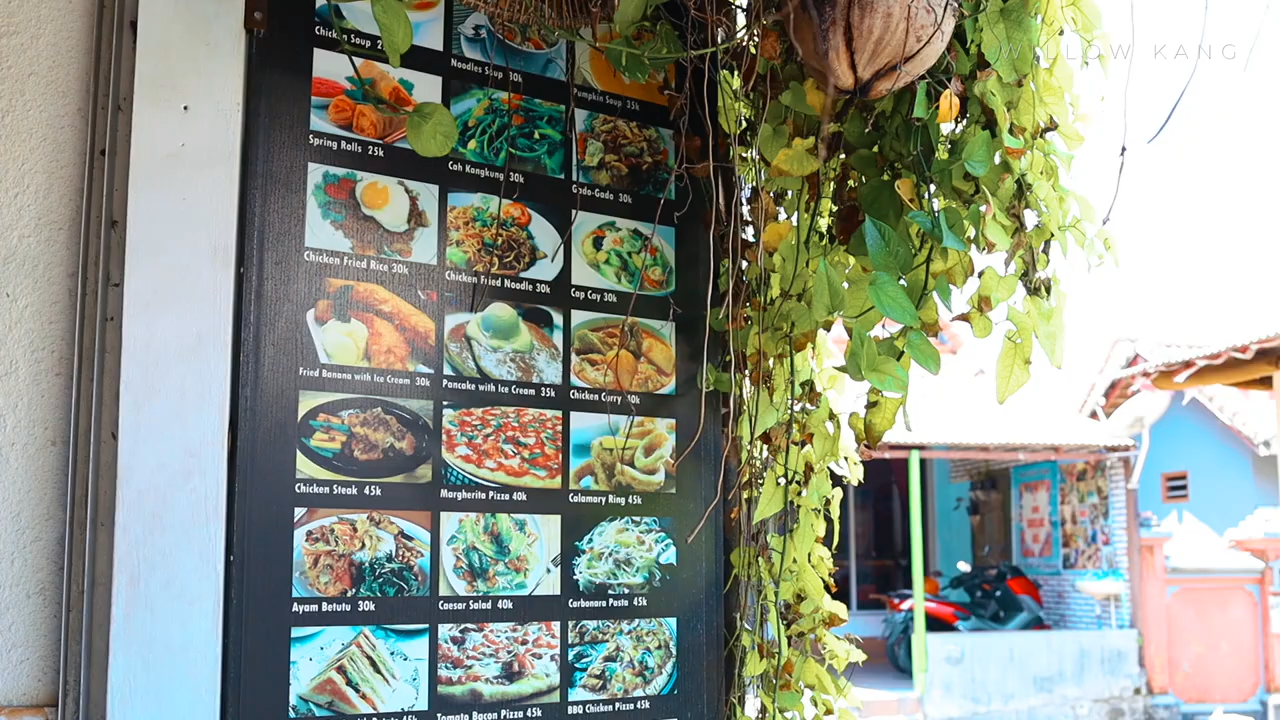 WILLOW KANG
Chicken Soup
Noodles Soup 30k
Pumpkin Soup 35k
Spring Rolls 25k
Cah Kangkung 30k
Gado-Gado 30k
Chicken Fried Rice 30k
Chicken Fried Noodle 30k
Cap Cay 30k
Fried Banana with Ice Cream 30k
Pancake with Ice Cream 35k
Chicken Curry 40k
Chicken Steak 45k
Margherita Pizza 40k
Calamary Ring 45k
Ayam Betutu 30k
Caesar Salad 40k
Carbonara Pasta 45k
45k
Tomato Bacon Pizza 45k
BBQ Chicken Pizza 45k